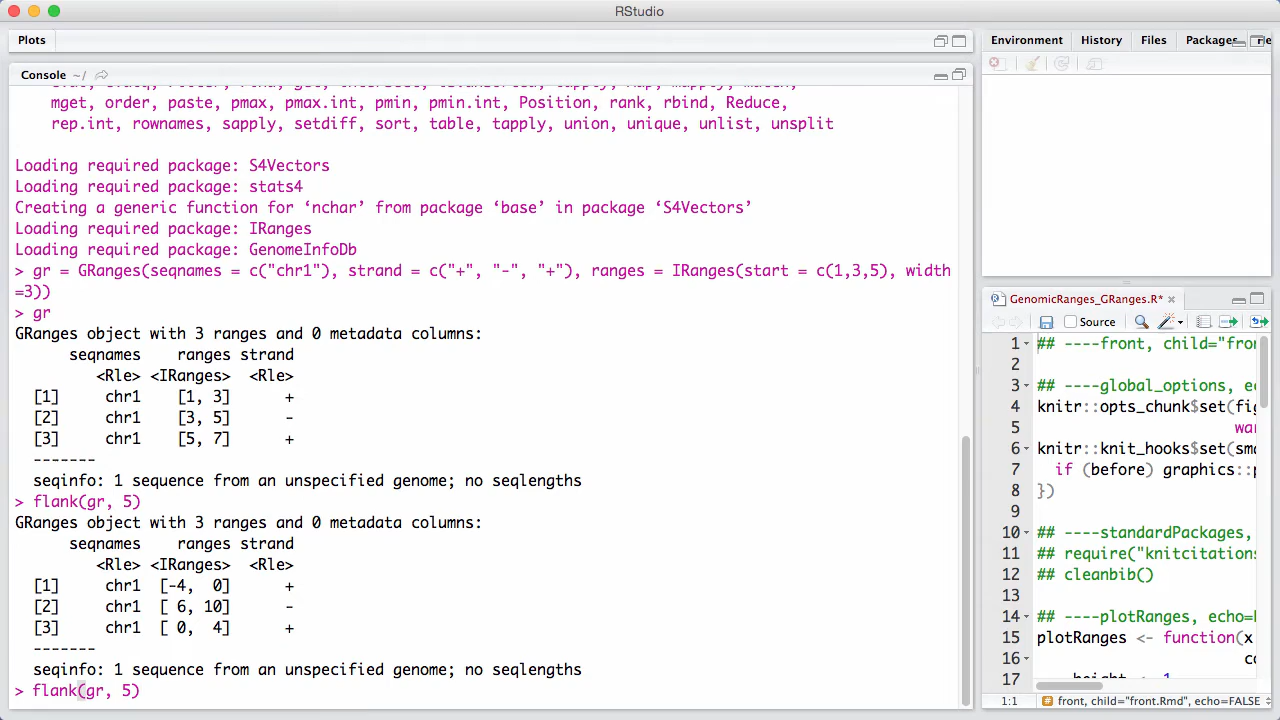 RStudio
Plots
Console ~/
mget, order, paste, pmax, pmax.int, pmin, pmin.int, Position, rank, rbind, Reduce,
rep.int, rownames, sapply, setdiff, sort, table, tapply, union, unique, unlist, unsplit
Loading required package: S4Vectors
Loading required package: stats4
Creating a generic function for ‘nchar’ from package ‘base’ in package ‘S4Vectors’
Loading required package: IRanges
Loading required package: GenomeInfoDb
> gr = GRanges(seqnames = c("chr1"), strand = c("+", "-", "+"), ranges = IRanges(start = c(1,3,5), width
=3))
> gr
GRanges object with 3 ranges and 0 metadata columns:
seqnames ranges strand
<Rle> <IRanges> <Rle>
[1] chr1 [1, 3] +
[2] chr1 [3, 5] -
[3] chr1 [5, 7] +
-------
seqinfo: 1 sequence from an unspecified genome; no seqlengths
> flank(gr, 5)
GRanges object with 3 ranges and 0 metadata columns:
seqnames ranges strand
<Rle> <IRanges> <Rle>
[1] chr1 [-4, 0] +
[2] chr1 [ 6, 10] -
[3] chr1 [ 0, 4] +
-------
seqinfo: 1 sequence from an unspecified genome; no seqlengths
> flank(gr, 5)
Environment History Files Packages
GenomicRanges_GRanges.R*
Source
1 ## ----front, child="fron
2
3 ## ----global_options, ec
4 knitr::opts_chunk$set(fig
5 war
6 knitr::knit_hooks$set(sma
7 if (before) graphics::p
8 })
9
10 ## ----standardPackages,
11 ## require("knitcitations
12 ## cleanbib()
13
14 ## ----plotRanges, echo=
15 plotRanges <- function(x
16 co
17 height <- 1
1:1 front, child="front.Rmd", echo=FALSE